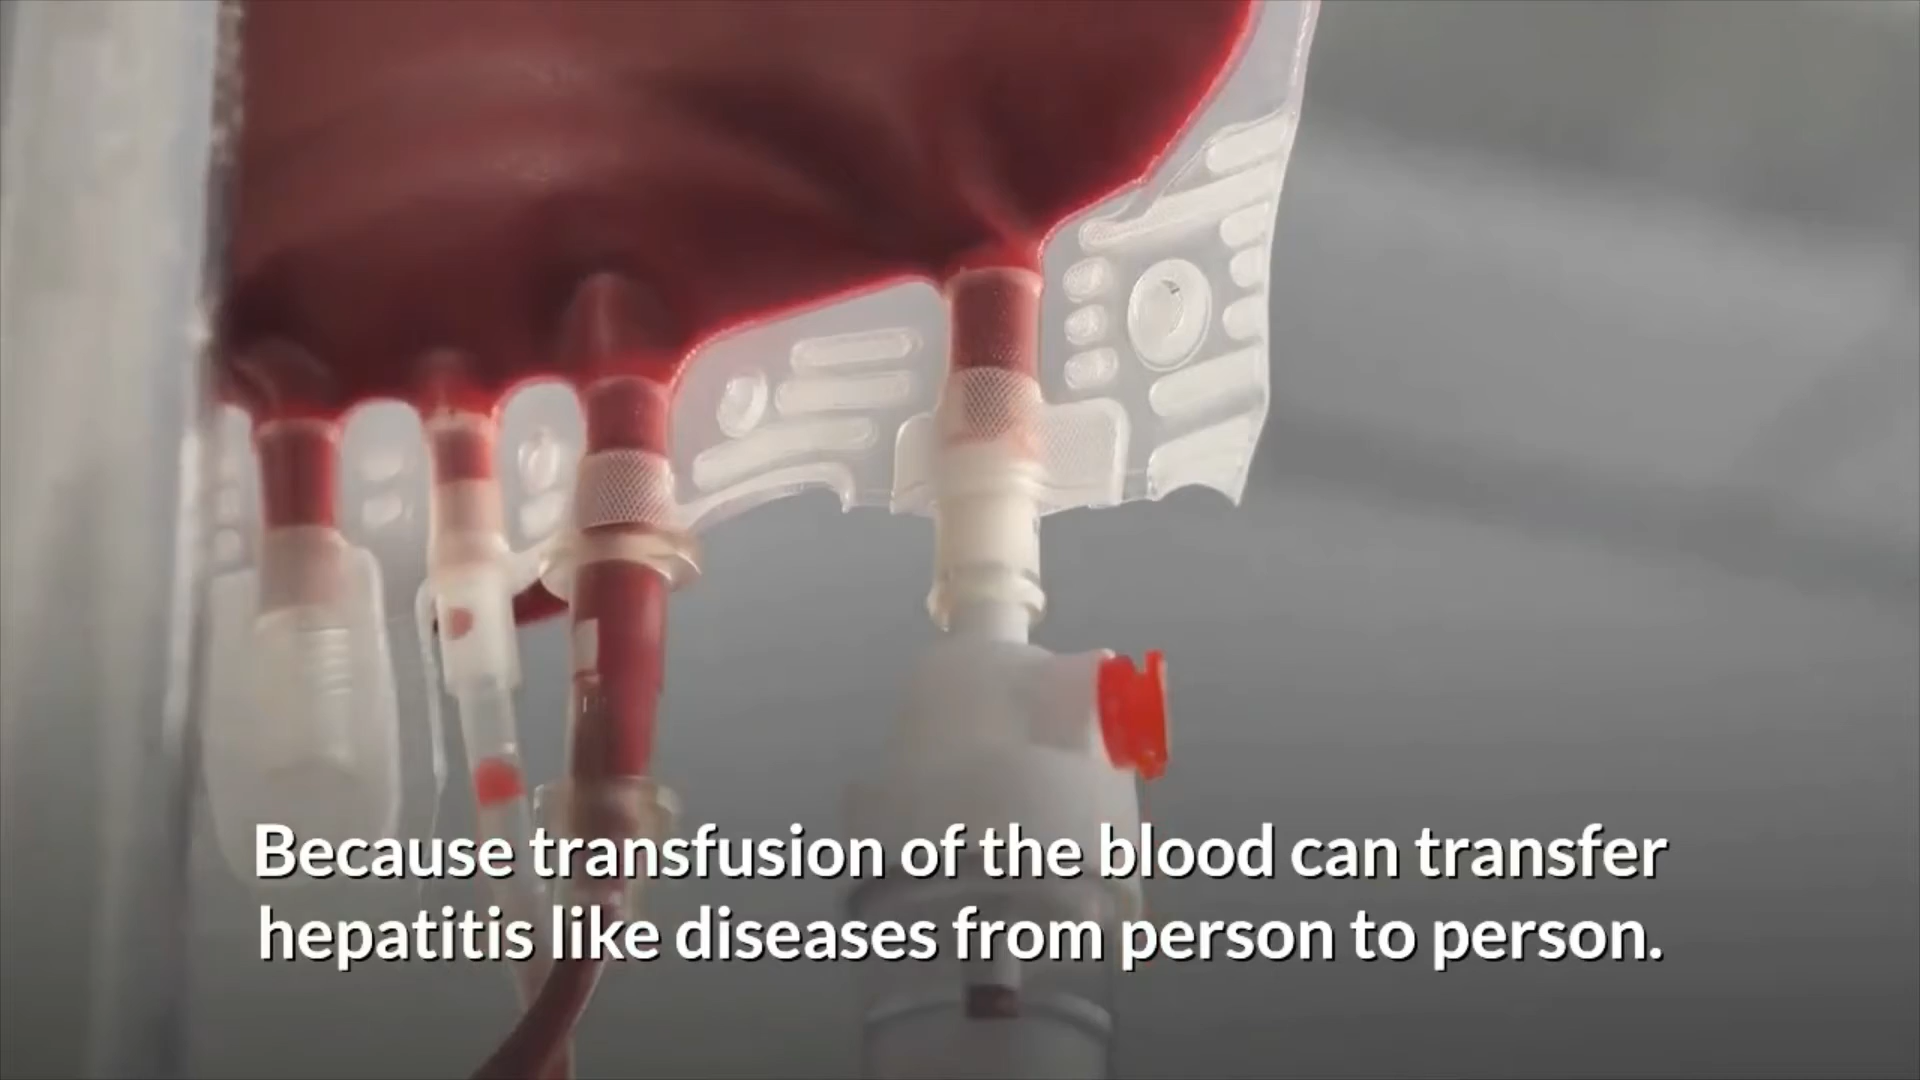 Because transfusion of the blood can transfer
hepatitis like diseases from person to person.